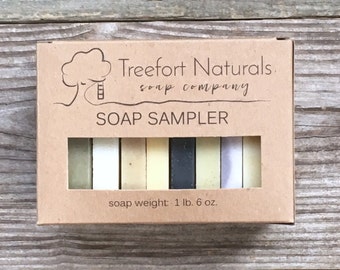 Treefort Naturals
soap company
SOAP SAMPLER
soap weight: 1 lb. 6 oz.